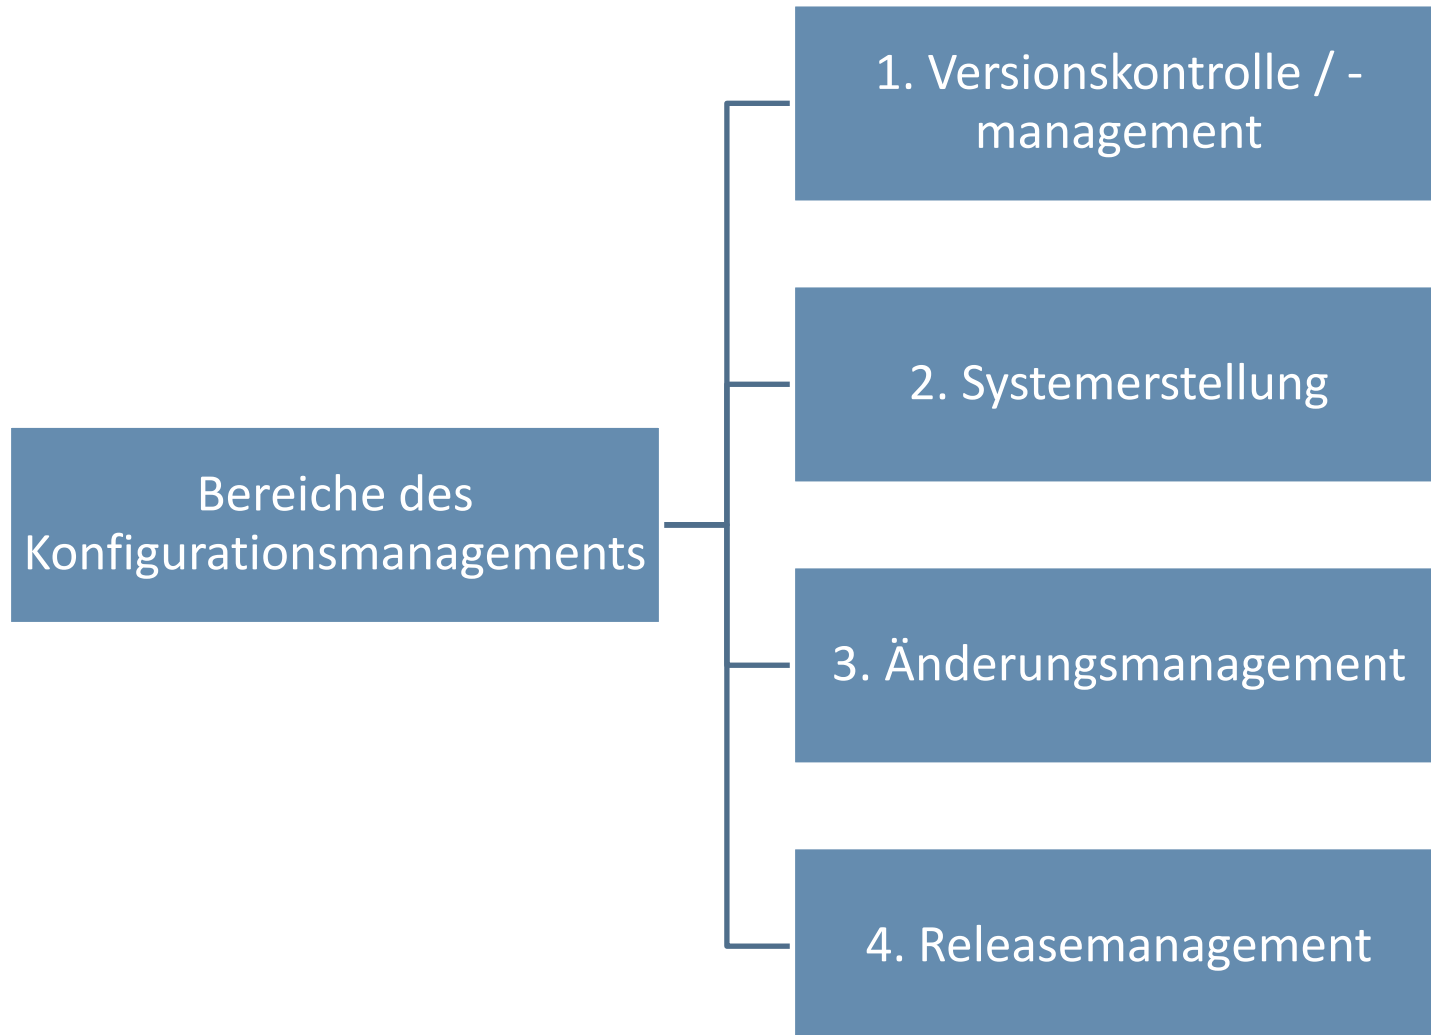 1. Versionskontrolle / -
management
2. Systemerstellung
Bereiche des
Konfigurationsmanagements
3. Änderungsmanagement
4. Releasemanagement